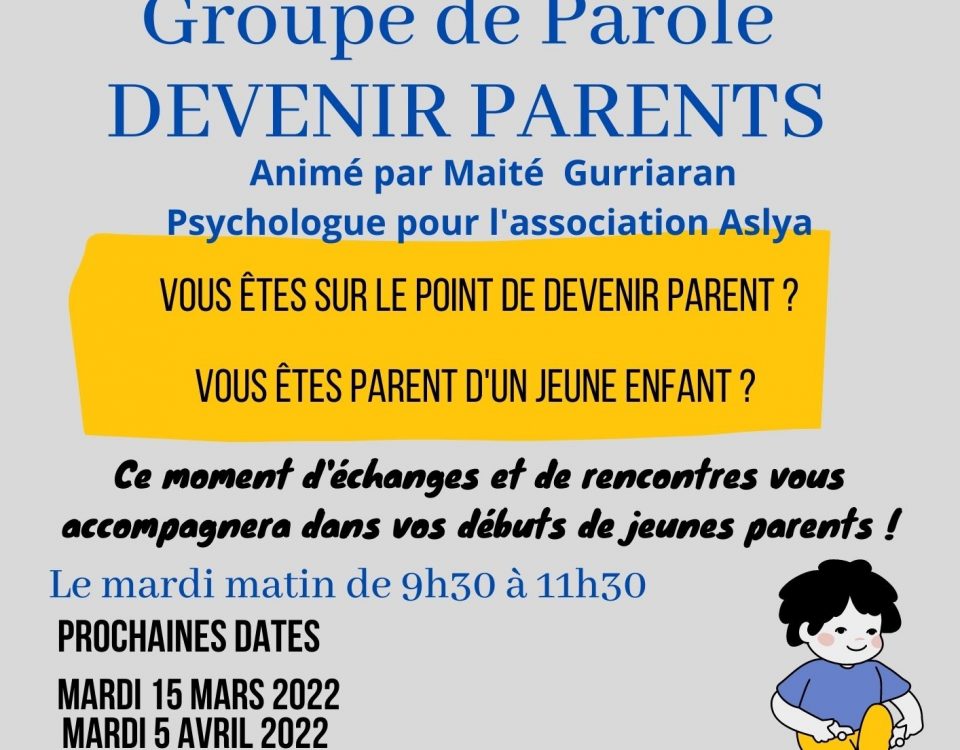 Groupe de Parole
DEVENIR PARENTS
Animé par Maité Gurriaran
Psychologue pour l'association Aslya
VOUS ÊTES SUR LE POINT DE DEVENIR PARENT ?
VOUS ÊTES PARENT D'UN JEUNE ENFANT ?
Ce moment d'échanges et de rencontres vous
accompagnera dans vos débuts de jeunes parents !
Le mardi matin de 9h30 à 11h30
PROCHAINES DATES
MARDI 15 MARS 2022
MARDI 5 AVRIL 2022